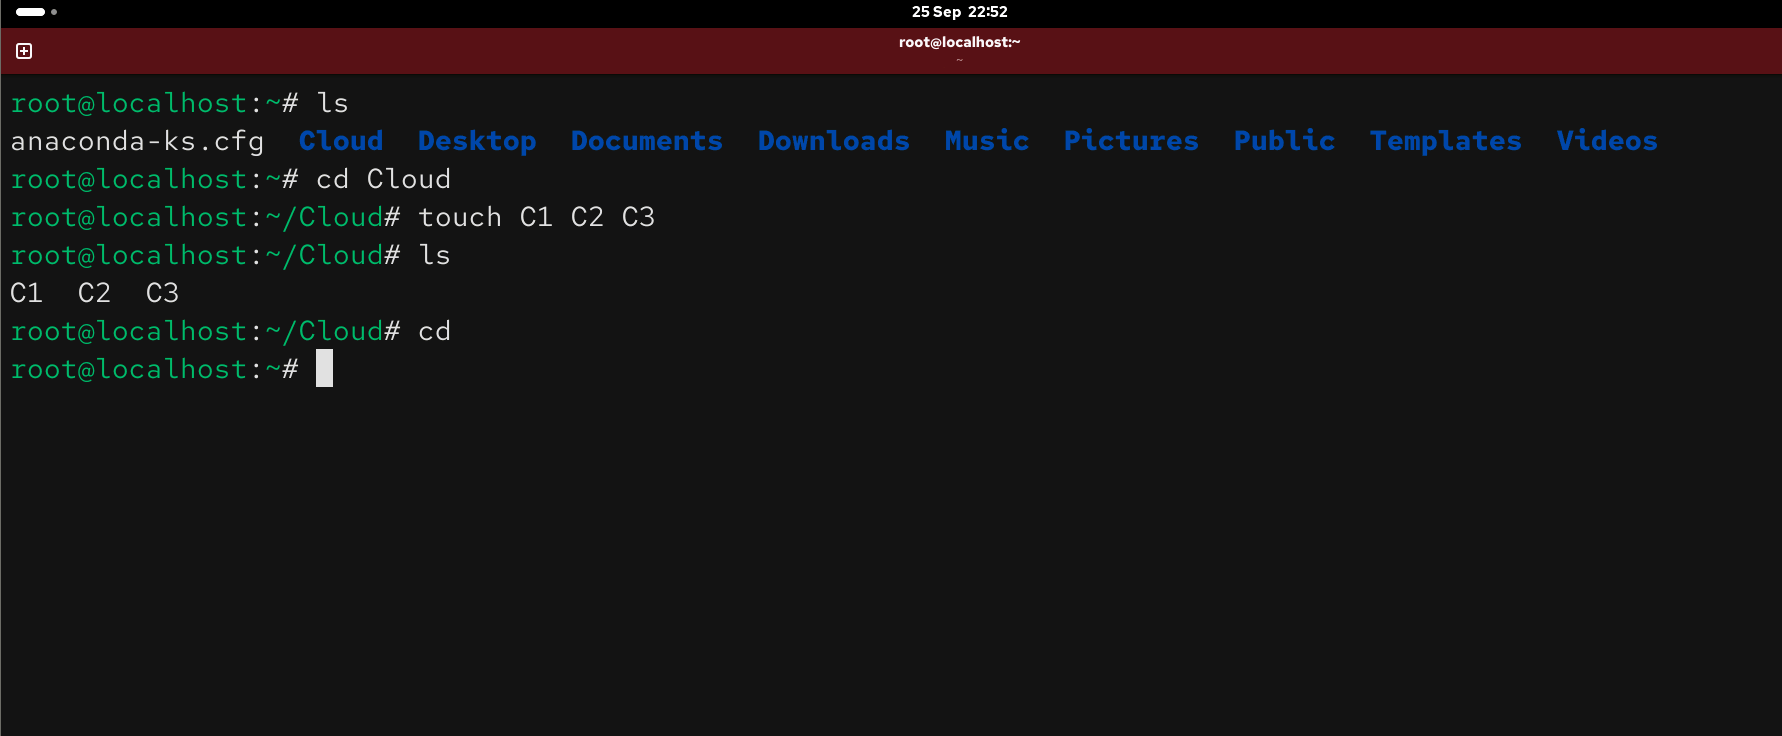 25 Sep 22:52
root@localhost:~
~
root@localhost:~# ls
anaconda-ks.cfg  Cloud  Desktop  Documents  Downloads  Music  Pictures  Public  Templates  Videos
root@localhost:~# cd Cloud
root@localhost:~/Cloud# touch C1 C2 C3
root@localhost:~/Cloud# ls
C1  C2  C3
root@localhost:~/Cloud# cd
root@localhost:~#